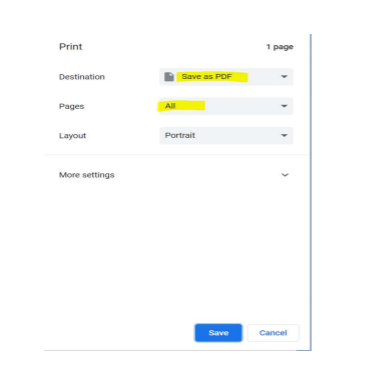 Print 1 page
Destination Save as PDF
Pages All
Layout Portrait
More settings
Save Cancel